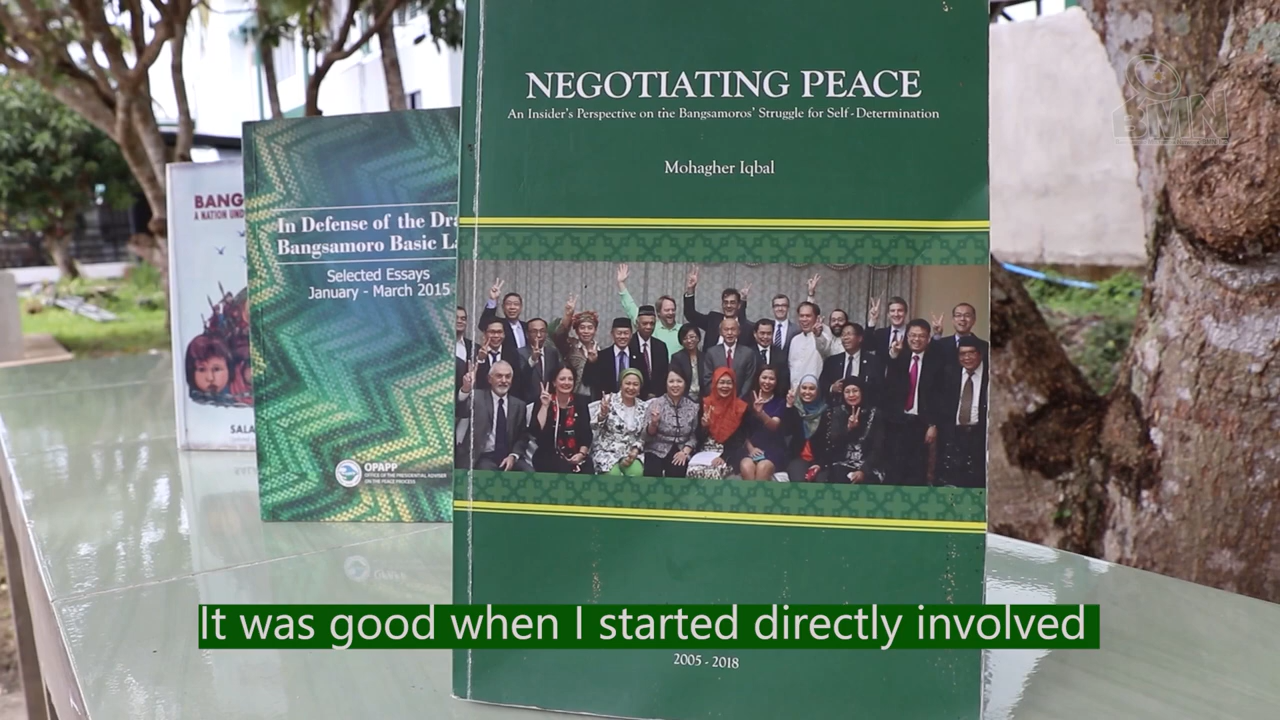 NEGOTIATING PEACE
An Insider's Perspective on the Bangsamoros' Struggle for Self-Determination
Mohagher Iqbal
2005 - 2018
In Defense of the Dra
Bangsamoro Basic L
Selected Essays
January - March 2015
OPAPP
OFFICE OF THE PRESIDENTIAL ADVISER
ON THE PEACE PROCESS
BANG
A NATION UND
SALA
BMN
It was good when I started directly involved